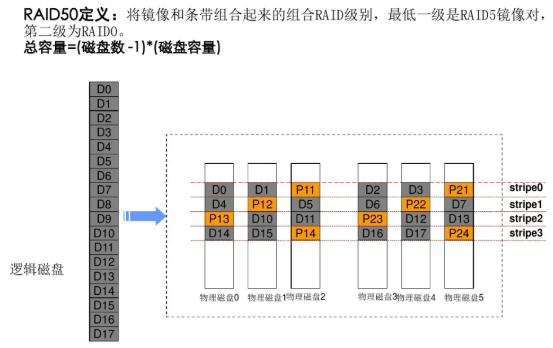 RAID50定义：将镜像和条带组合起来的组合RAID级别，最低一级是RAID5镜像对，
第二级为RAID0。
总容量=(磁盘数 -1)*(磁盘容量)
D0
D1
D2
D3
D4
D5
D6
D7
D8
D9
D10
D11
D12
D13
D14
D15
D16
D17
逻辑磁盘
D0 D1 P11 D2 D3 P21 stripe0
D4 P12 D5 D6 P22 D7 stripe1
P13 D10 D11 P23 D12 D13 stripe2
D14 D15 P14 D16 D17 P24 stripe3
物理磁盘0 物理磁盘1 物理磁盘2 物理磁盘3 物理磁盘4 物理磁盘5